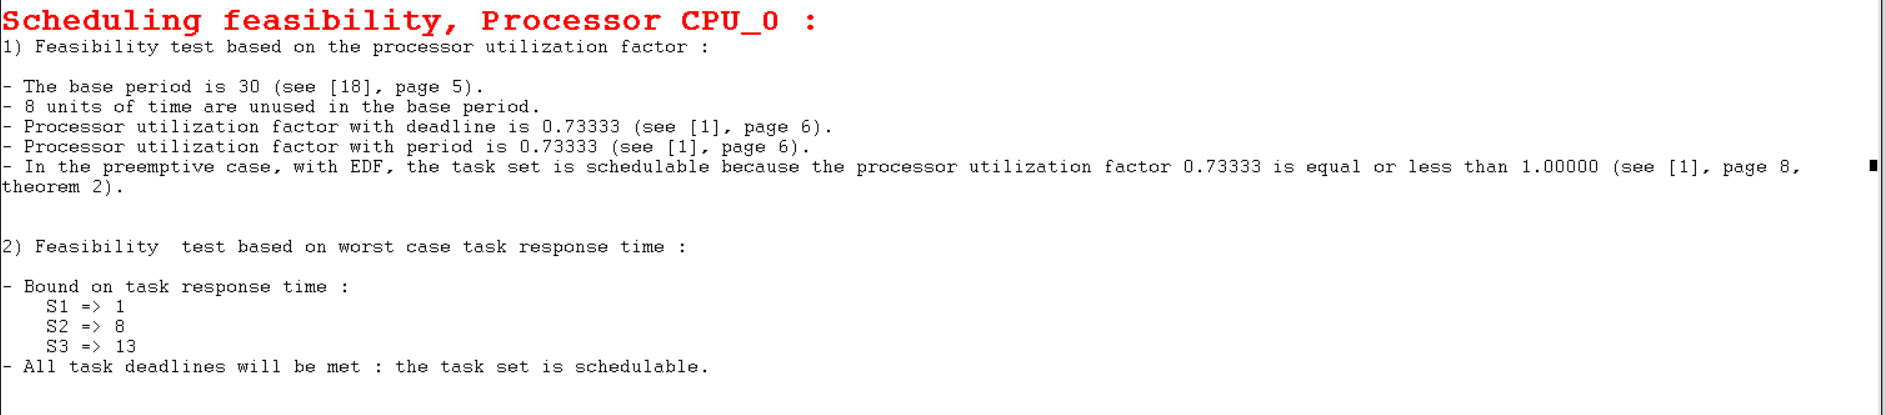 Scheduling feasibility, Processor CPU_0 :
1) Feasibility test based on the processor utilization factor :
- The base period is 30 (see [18], page 5).
- 8 units of time are unused in the base period.
- Processor utilization factor with deadline is 0.73333 (see [1], page 6).
- Processor utilization factor with period is 0.73333 (see [1], page 6).
- In the preemptive case, with EDF, the task set is schedulable because the processor utilization factor 0.73333 is equal or less than 1.00000 (see [1], page 8,
theorem 2).
2) Feasibility  test based on worst case task response time :
- Bound on task response time :
S1 => 1
S2 => 8
S3 => 13
- All task deadlines will be met : the task set is schedulable.